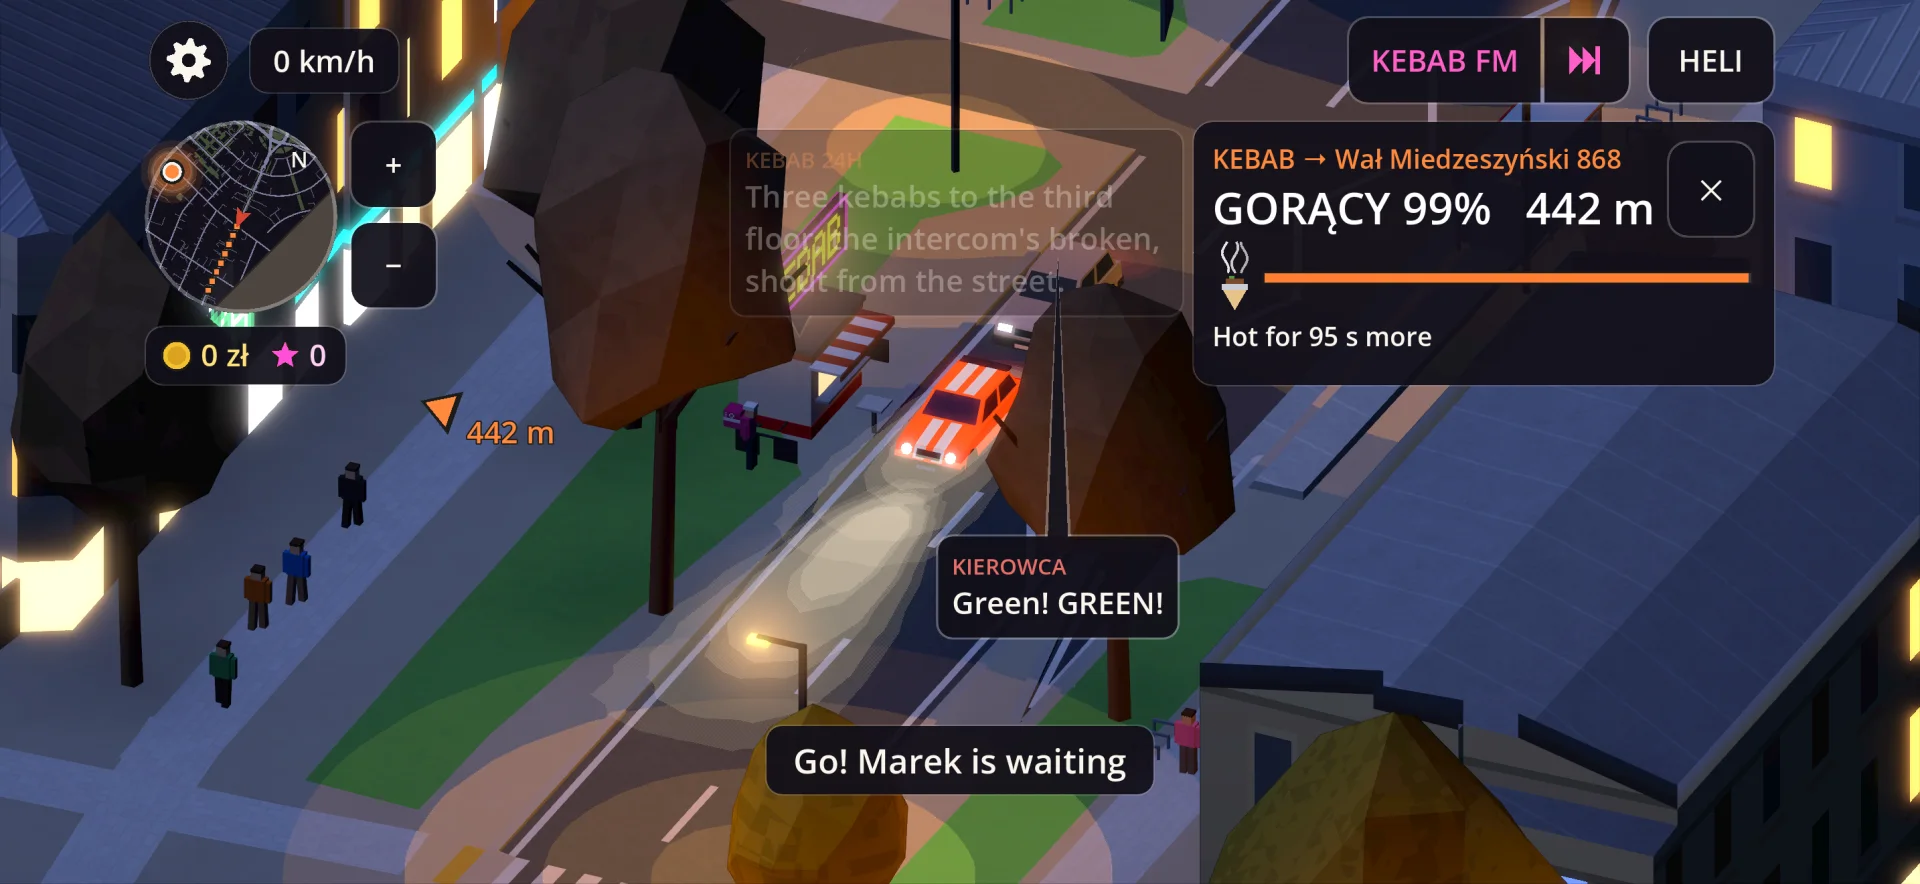 0 km/h
KEBAB FM
HELI
N
+
−
0 zł ★ 0
442 m
KEBAB 24H
Three kebabs to the third
floor, the intercom's broken,
shout from the street.
KEBAB
KEBAB → Wał Miedzeszyński 868
GORĄCY 99% 442 m
Hot for 95 s more
KIEROWCA
Green! GREEN!
Go! Marek is waiting